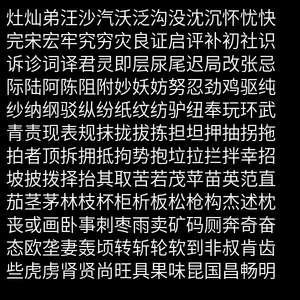 灶灿弟汪沙汽沃泛沟没沈沉怀忧快
完宋宏牢究穷灾良证启评补初社识
诉诊词译君灵即层尿尾迟局改张忌
际陆阿陈阻附妙妖妨努忍劲鸡驱纯
纱纳纲驳纵纷纸纹纺驴纽奉玩环武
青责现表规抹拢拔拣担坦押抽拐拖
拍者顶拆拥抵拘势抱垃拉拦拌幸招
坡披拨择抬其取苦若茂苹苗英范直
茄茎茅林枝杯柜析板松枪构杰述枕
丧或画卧事刺枣雨卖矿码厕奔奇奋
态欧垄妻轰顷转斩轮软到非叔肯齿
些虎虏肾贤尚旺具果味昆国昌畅明